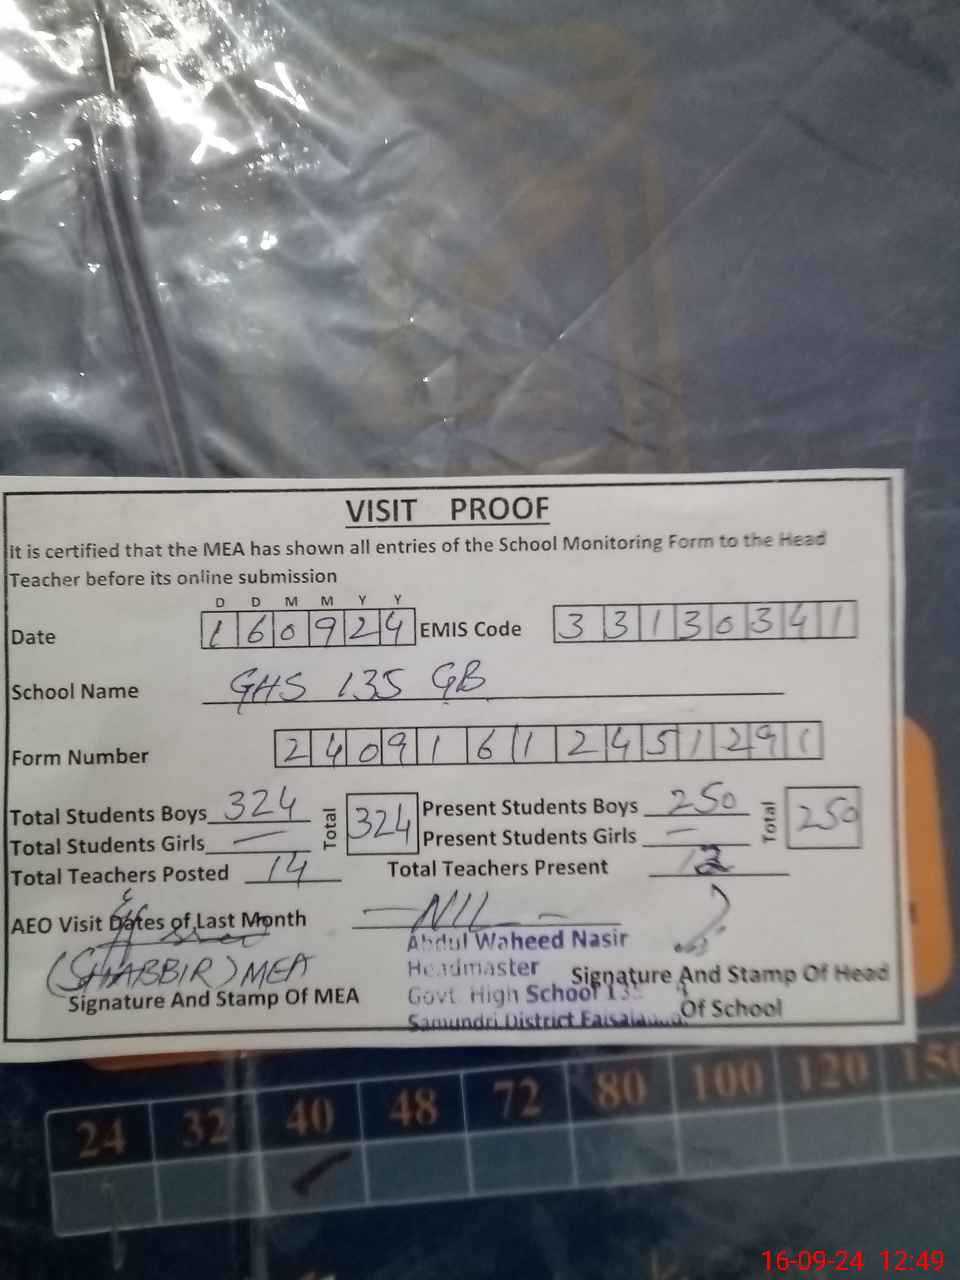 VISIT PROOF
It is certified that the MEA has shown all entries of the School Monitoring Form to the Head
Teacher before its online submission
D D M M Y Y
Date 160924 EMIS Code 33130341
School Name GHS 135 GB
Form Number 24091612451291
Total Students Boys 324 Total 324 Present Students Boys 250 Total 250
Total Students Girls — Present Students Girls —
Total Teachers Posted 14 Total Teachers Present 12
AEO Visit Dates of Last Month — NIL —
(SHABBIR) MEA
Signature And Stamp Of MEA
Abdul Waheed Nasir
Headmaster
Govt. High School
Samundri District Faisalabad.
Signature And Stamp Of Head
Of School
24 32 40 48 72 80 100 120 150
16-09-24 12:49